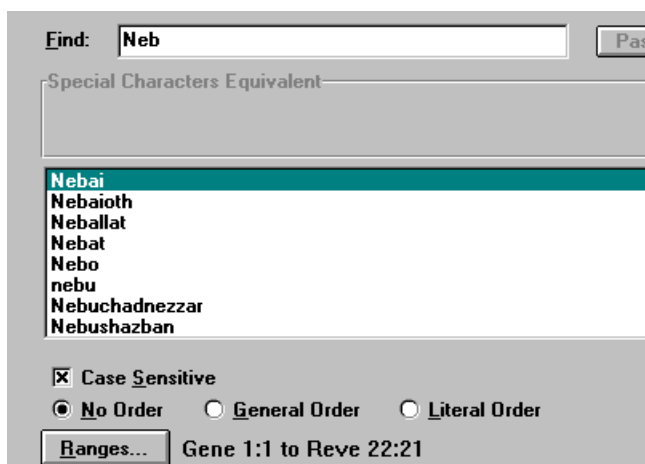 Find: Neb Pas
Special Characters Equivalent
Nebai
Nebaioth
Neballat
Nebat
Nebo
nebu
Nebuchadnezzar
Nebushazban
Case Sensitive
No Order General Order Literal Order
Ranges... Gene 1:1 to Reve 22:21